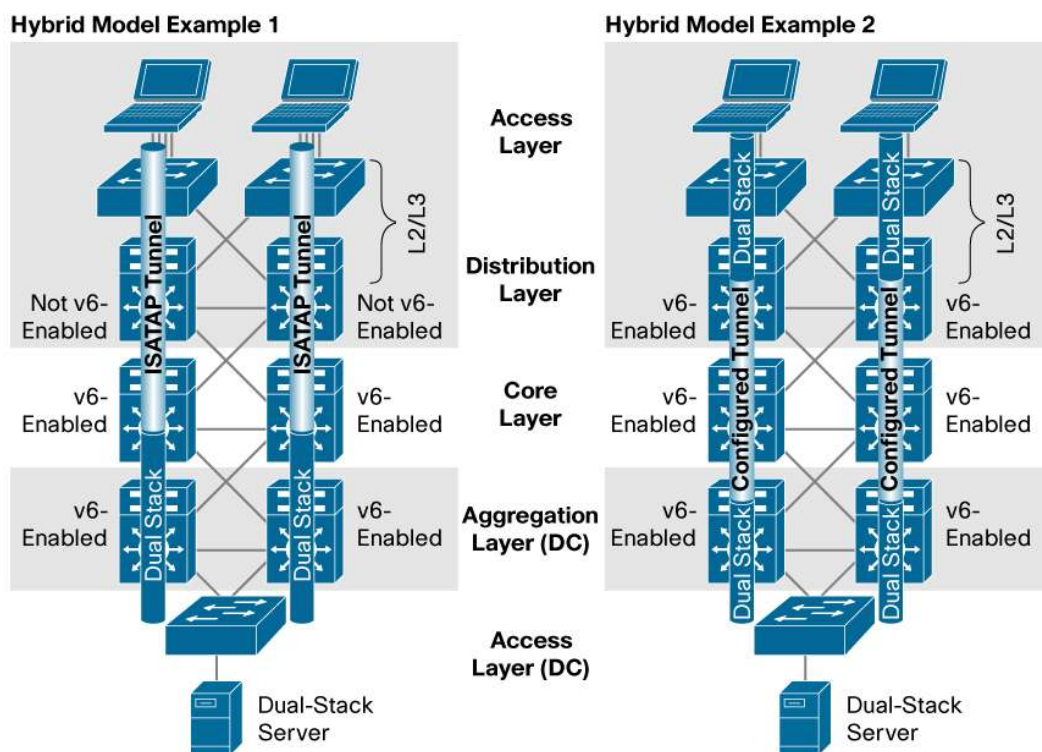 Hybrid Model Example 1
Hybrid Model Example 2
Access
Layer
L2/L3
L2/L3
Dual Stack
Dual Stack
ISATAP Tunnel
ISATAP Tunnel
Distribution
Layer
Not v6-
Enabled
Not v6-
Enabled
v6-
Enabled
v6-
Enabled
Configured Tunnel
Configured Tunnel
Core
Layer
v6-
Enabled
v6-
Enabled
v6-
Enabled
v6-
Enabled
Aggregation
Layer (DC)
v6-
Enabled
v6-
Enabled
v6-
Enabled
v6-
Enabled
Dual Stack
Dual Stack
Dual Stack
Dual Stack
Access
Layer (DC)
Dual-Stack
Server
Dual-Stack
Server